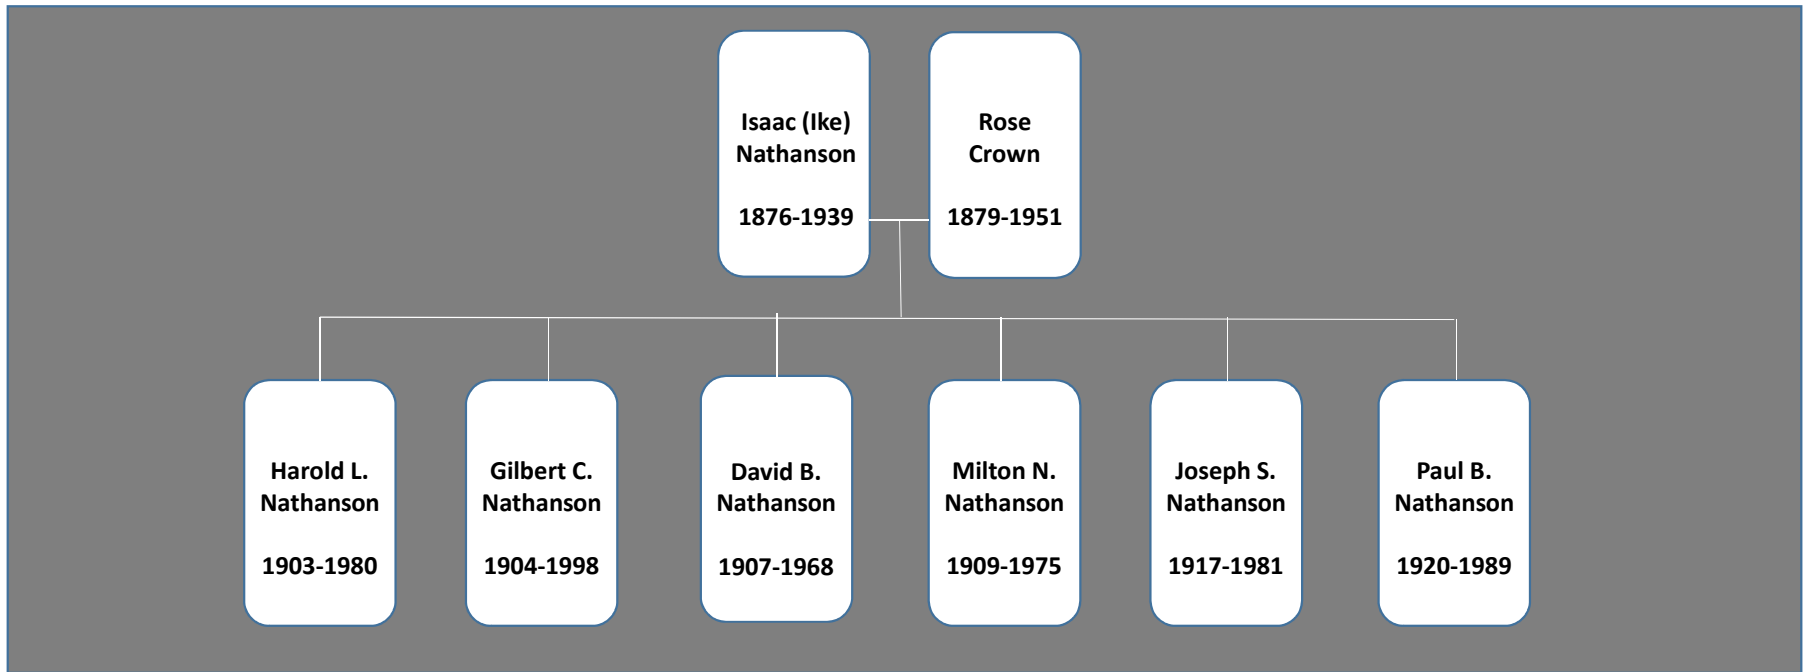 Isaac (Ike)
Nathanson
1876-1939
Rose
Crown
1879-1951
Harold L.
Nathanson
1903-1980
Gilbert C.
Nathanson
1904-1998
David B.
Nathanson
1907-1968
Milton N.
Nathanson
1909-1975
Joseph S.
Nathanson
1917-1981
Paul B.
Nathanson
1920-1989